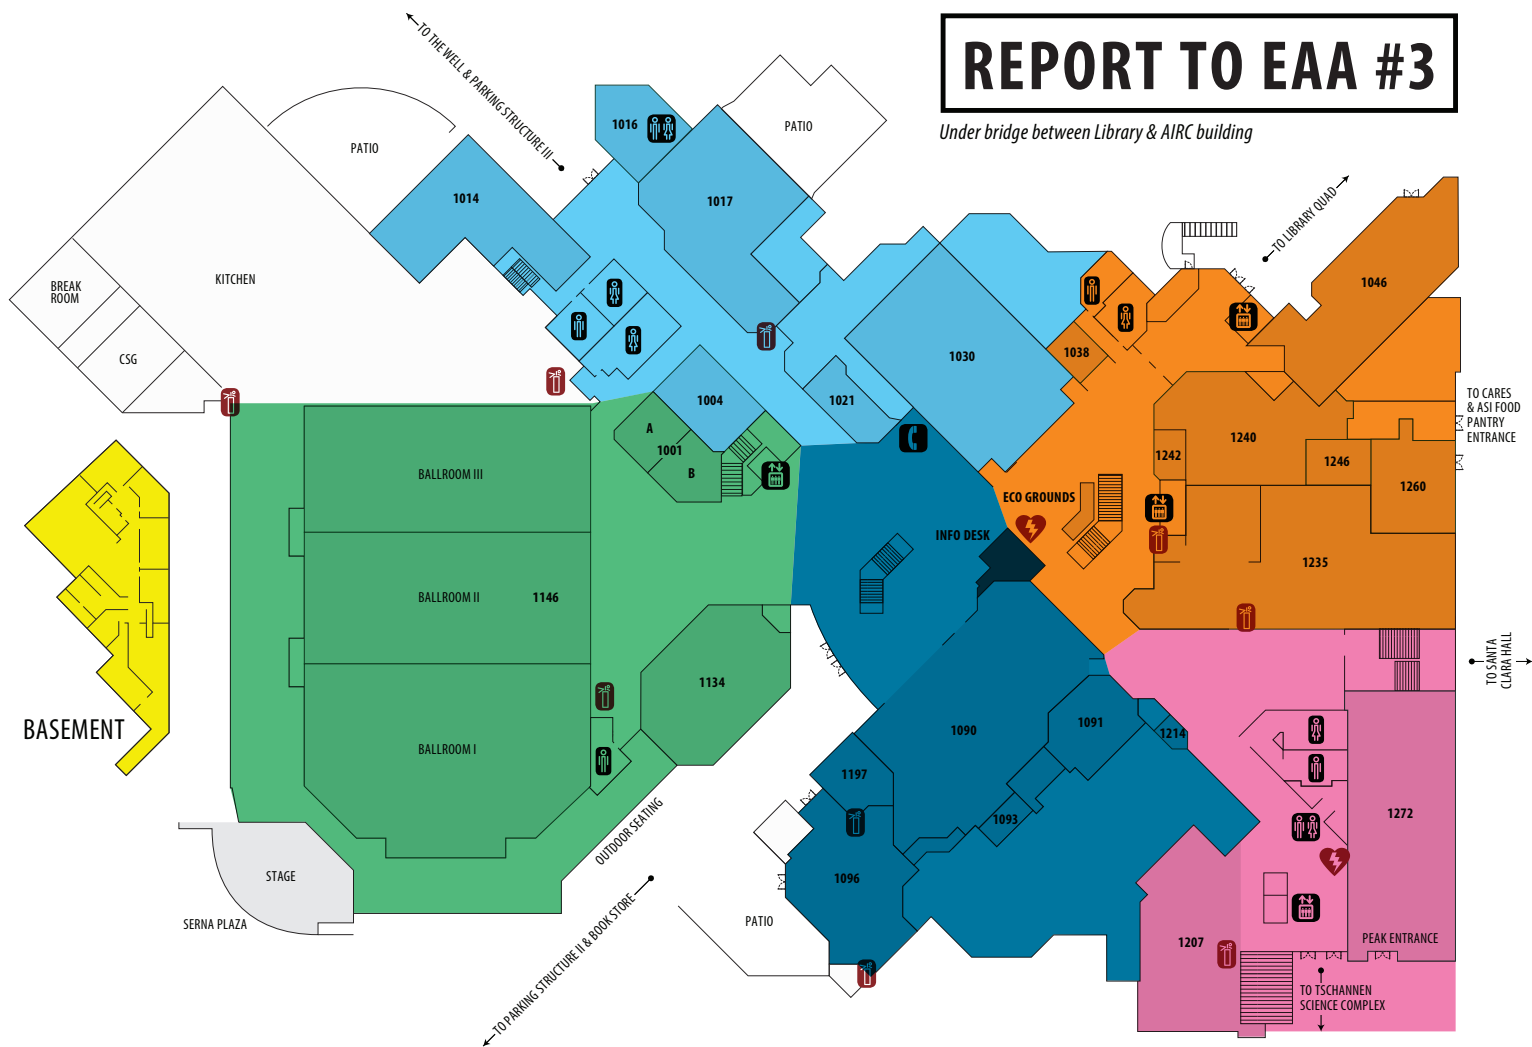 REPORT TO EAA #3
Under bridge between Library & AIRC building
TO THE WELL & PARKING STRUCTURE III
PATIO
1016
PATIO
1014
1017
TO LIBRARY QUAD
KITCHEN
BREAK
ROOM
1046
CSG
1038
1030
1004
1021
TO CARES
& ASI FOOD
PANTRY
ENTRANCE
A
1001
B
1240
1242
1246
1260
BALLROOM III
ECO GROUNDS
INFO DESK
1235
BALLROOM II
1146
TO SANTA
CLARA HALL
1134
BASEMENT
BALLROOM I
1090
1091
1214
1197
1093
1272
OUTDOOR SEATING
STAGE
1096
SERNA PLAZA
PATIO
1207
PEAK ENTRANCE
TO PARKING STRUCTURE II & BOOK STORE
TO TSCHANNEN
SCIENCE COMPLEX